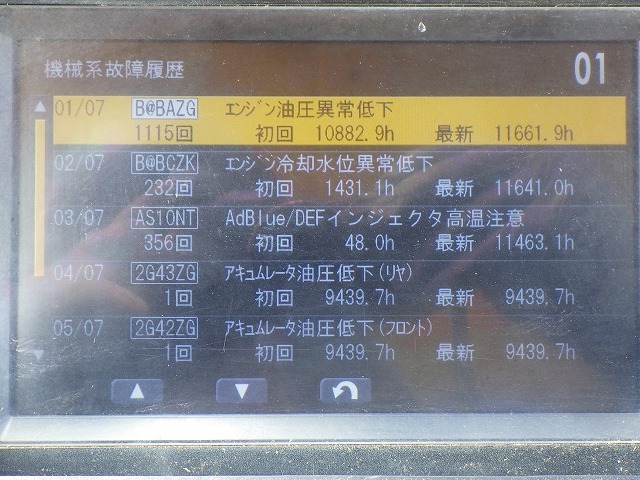 機械系故障履歴 01
01/07 B@BAZG エンジン油圧異常低下
1115回 初回 10882.9h 最新 11661.9h
02/07 B@BCZK エンジン冷却水位異常低下
232回 初回 1431.1h 最新 11641.0h
03/07 AS10NT AdBlue/DEFインジェクタ高温注意
356回 初回 48.0h 最新 11463.1h
04/07 2G43ZG アキュムレータ油圧低下(リヤ)
1回 初回 9439.7h 最新 9439.7h
05/07 2G42ZG アキュムレータ油圧低下(フロント)
1回 初回 9439.7h 最新 9439.7h